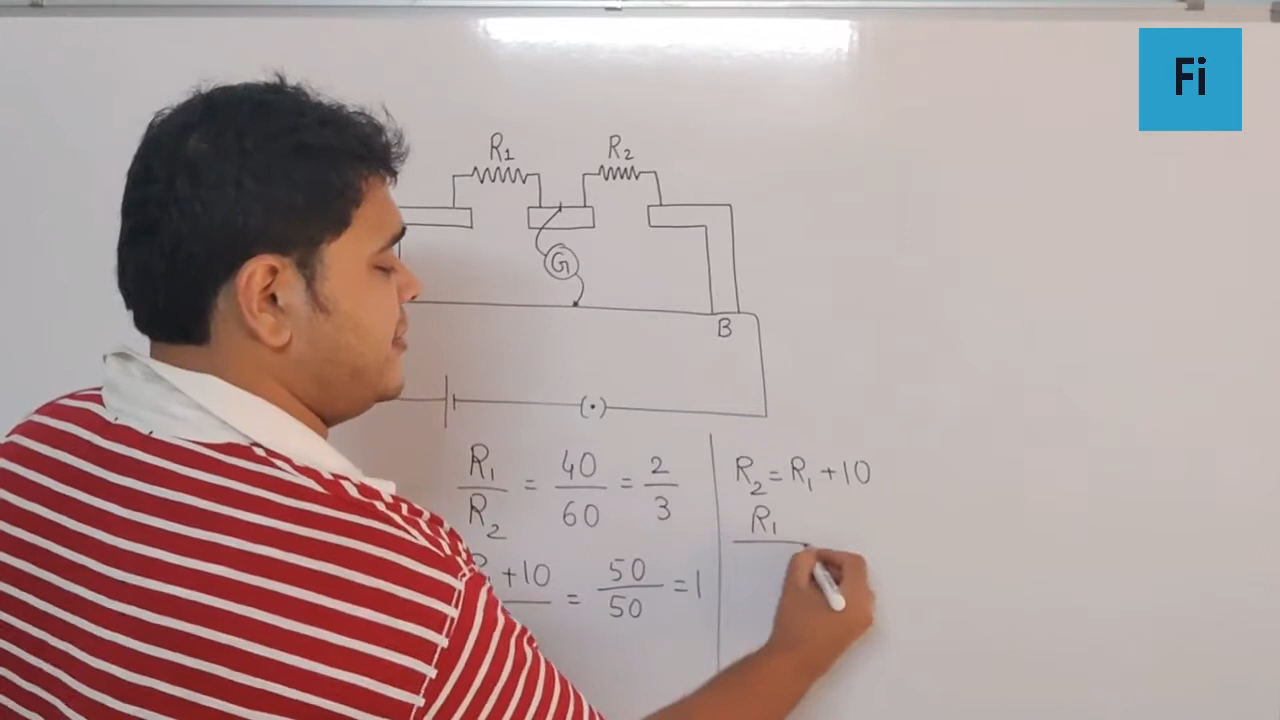 Fi
R₁ R₂
G
B
R₁/R₂ = 40/60 = 2/3
+10 = 50/50 = 1
R₂ = R₁ + 10
R₁